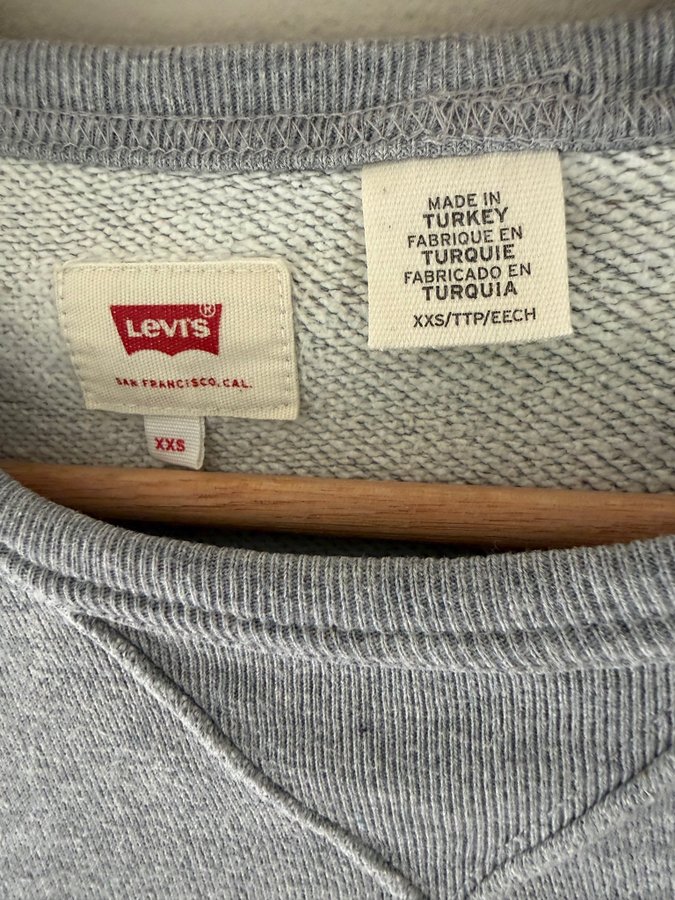 MADE IN
TURKEY
FABRIQUE EN
TURQUIE
FABRICADO EN
TURQUIA
XXS/TTP/EECH
LEVI'S®
SAN FRANCISCO, CAL.
XXS